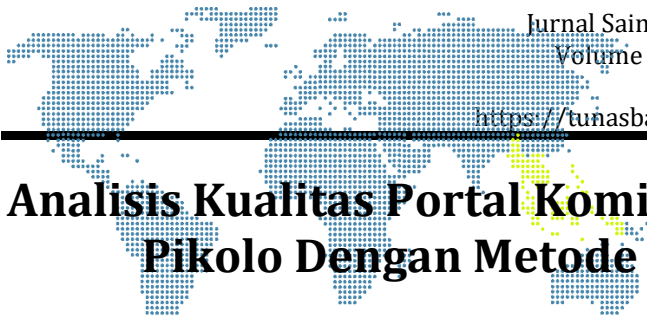 Jurnal Sain
Volume
https://tunasba
Analisis Kualitas Portal Komi
Pikolo Dengan Metode